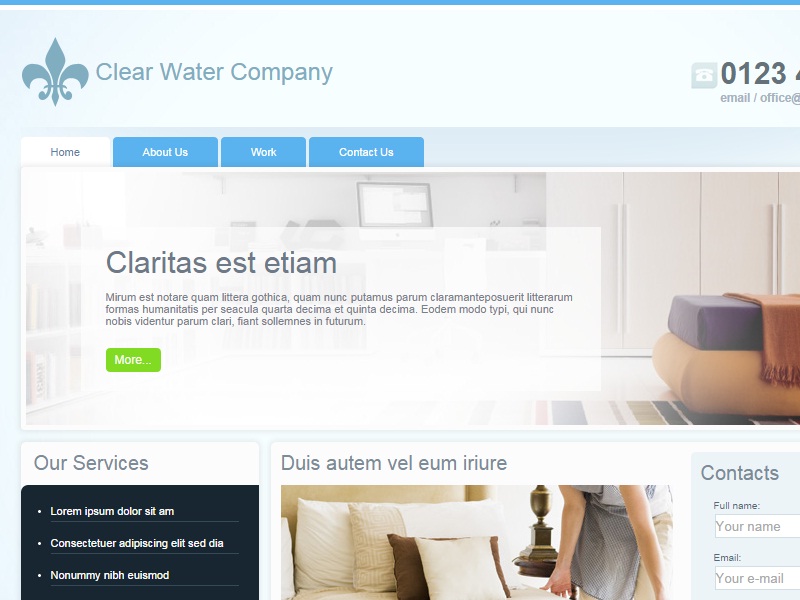 Clear Water Company
0123 4
email / office@
Home
About Us
Work
Contact Us
Claritas est etiam
Mirum est notare quam littera gothica, quam nunc putamus parum claramanteposuerit litterarum
formas humanitatis per seacula quarta decima et quinta decima. Eodem modo typi, qui nunc
nobis videntur parum clari, fiant sollemnes in futurum.
More...
Our Services
Lorem ipsum dolor sit am
Consectetuer adipiscing elit sed dia
Nonummy nibh euismod
Duis autem vel eum iriure
Contacts
Full name:
Your name
Email:
Your e-mail